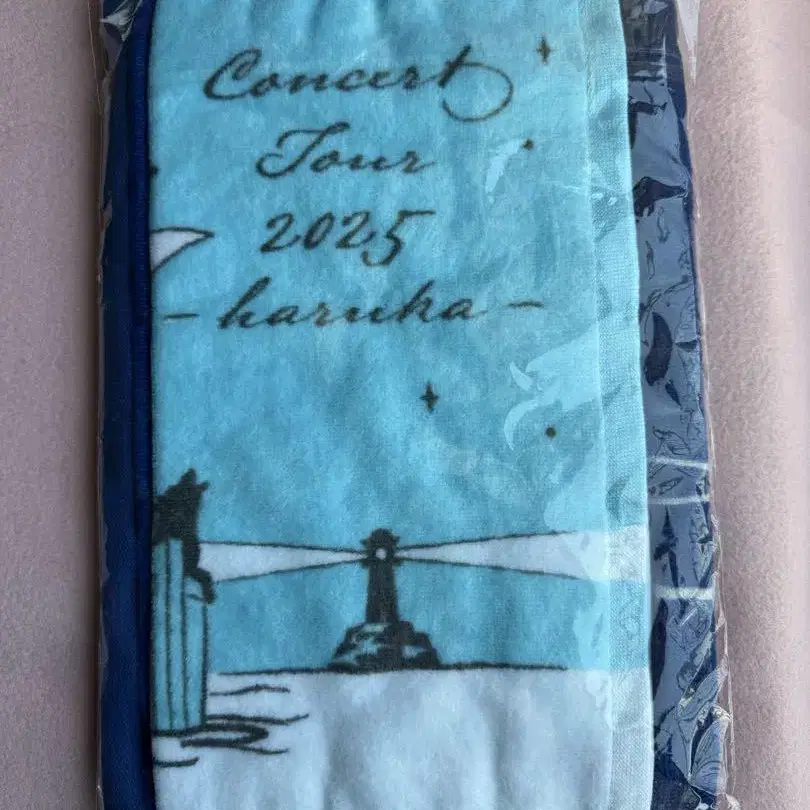 Concert
Tour
2025
- haruka -